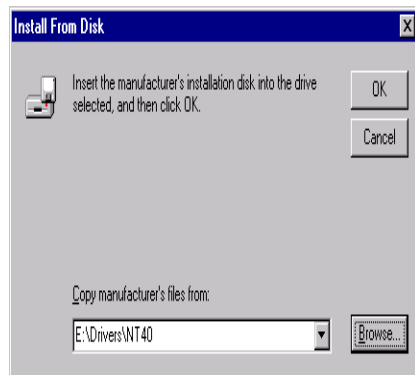 Install From Disk
Insert the manufacturer's installation disk into the drive
selected, and then click OK.
OK
Cancel
Copy manufacturer's files from:
E:\Drivers\NT40
Browse...